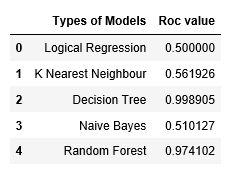 Types of Models Roc value
0 Logical Regression 0.500000
1 K Nearest Neighbour 0.561926
2 Decision Tree 0.998905
3 Naive Bayes 0.510127
4 Random Forest 0.974102